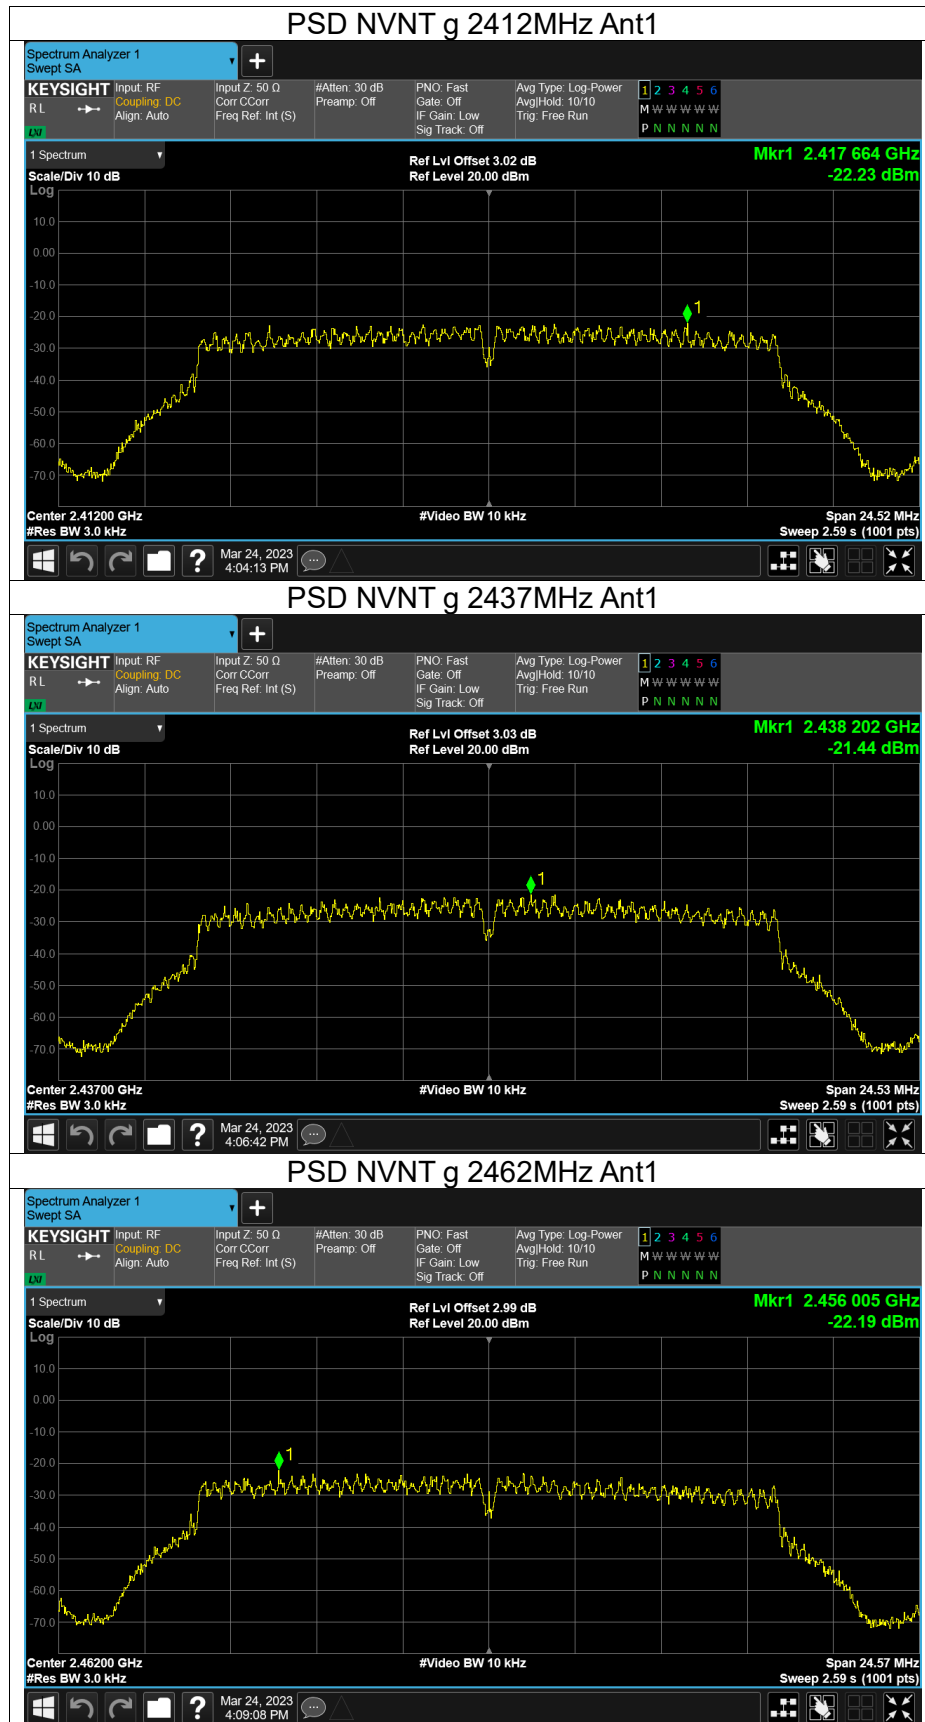 PSD NVNT g 2412MHz Ant1
Spectrum Analyzer 1
Swept SA
KEYSIGHT
RL
LXI
Input: RF
Coupling: DC
Align: Auto
Input Z: 50 Ω
Corr CCorr
Freq Ref: Int (S)
#Atten: 30 dB
Preamp: Off
PNO: Fast
Gate: Off
IF Gain: Low
Sig Track: Off
Avg Type: Log-Power
Avg|Hold: 10/10
Trig: Free Run
1 2 3 4 5 6
M W W W W W
P N N N N N
1 Spectrum
Scale/Div 10 dB
Ref Lvl Offset 3.02 dB
Ref Level 20.00 dBm
Mkr1 2.417 664 GHz
-22.23 dBm
Log
10.0
0.00
-10.0
-20.0
-30.0
-40.0
-50.0
-60.0
-70.0
1
Center 2.41200 GHz
#Res BW 3.0 kHz
#Video BW 10 kHz
Span 24.52 MHz
Sweep 2.59 s (1001 pts)
?
Mar 24, 2023
4:04:13 PM
PSD NVNT g 2437MHz Ant1
Spectrum Analyzer 1
Swept SA
KEYSIGHT
RL
LXI
Input: RF
Coupling: DC
Align: Auto
Input Z: 50 Ω
Corr CCorr
Freq Ref: Int (S)
#Atten: 30 dB
Preamp: Off
PNO: Fast
Gate: Off
IF Gain: Low
Sig Track: Off
Avg Type: Log-Power
Avg|Hold: 10/10
Trig: Free Run
1 2 3 4 5 6
M W W W W W
P N N N N N
1 Spectrum
Scale/Div 10 dB
Ref Lvl Offset 3.03 dB
Ref Level 20.00 dBm
Mkr1 2.438 202 GHz
-21.44 dBm
Log
10.0
0.00
-10.0
-20.0
-30.0
-40.0
-50.0
-60.0
-70.0
1
Center 2.43700 GHz
#Res BW 3.0 kHz
#Video BW 10 kHz
Span 24.53 MHz
Sweep 2.59 s (1001 pts)
?
Mar 24, 2023
4:06:42 PM
PSD NVNT g 2462MHz Ant1
Spectrum Analyzer 1
Swept SA
KEYSIGHT
RL
LXI
Input: RF
Coupling: DC
Align: Auto
Input Z: 50 Ω
Corr CCorr
Freq Ref: Int (S)
#Atten: 30 dB
Preamp: Off
PNO: Fast
Gate: Off
IF Gain: Low
Sig Track: Off
Avg Type: Log-Power
Avg|Hold: 10/10
Trig: Free Run
1 2 3 4 5 6
M W W W W W
P N N N N N
1 Spectrum
Scale/Div 10 dB
Ref Lvl Offset 2.99 dB
Ref Level 20.00 dBm
Mkr1 2.456 005 GHz
-22.19 dBm
Log
10.0
0.00
-10.0
-20.0
-30.0
-40.0
-50.0
-60.0
-70.0
1
Center 2.46200 GHz
#Res BW 3.0 kHz
#Video BW 10 kHz
Span 24.57 MHz
Sweep 2.59 s (1001 pts)
?
Mar 24, 2023
4:09:08 PM